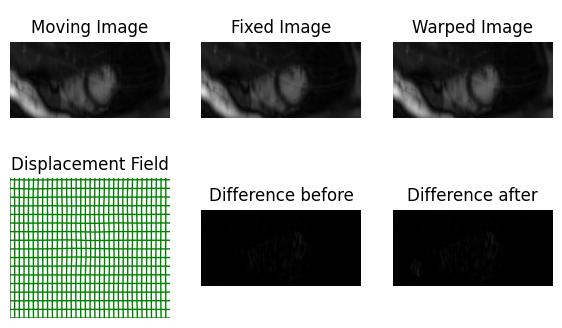 Moving Image
Fixed Image
Warped Image
Displacement Field
Difference before
Difference after